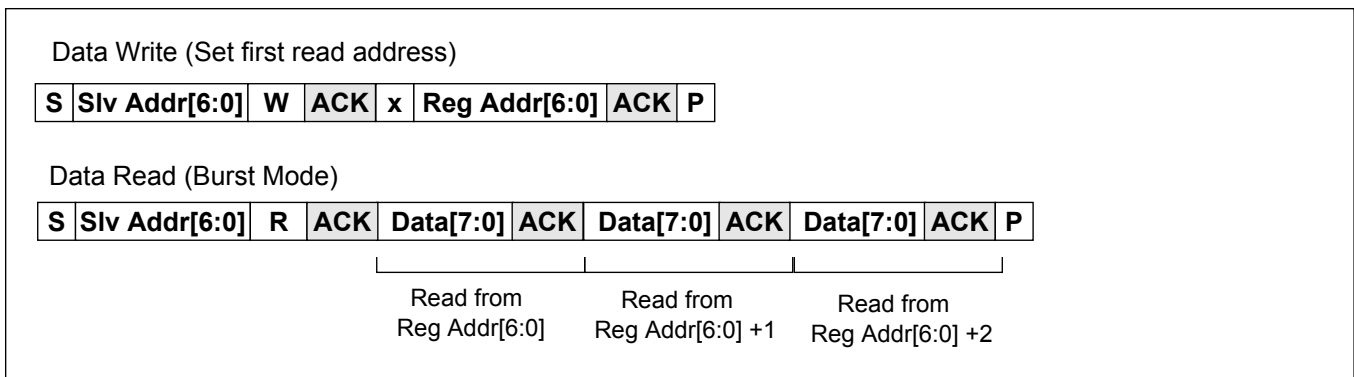 Data Write (Set first read address)
S Slv Addr[6:0] W ACK x Reg Addr[6:0] ACK P
Data Read (Burst Mode)
S Slv Addr[6:0] R ACK Data[7:0] ACK Data[7:0] ACK Data[7:0] ACK P
Read from Read from Read from
Reg Addr[6:0] Reg Addr[6:0] +1 Reg Addr[6:0] +2